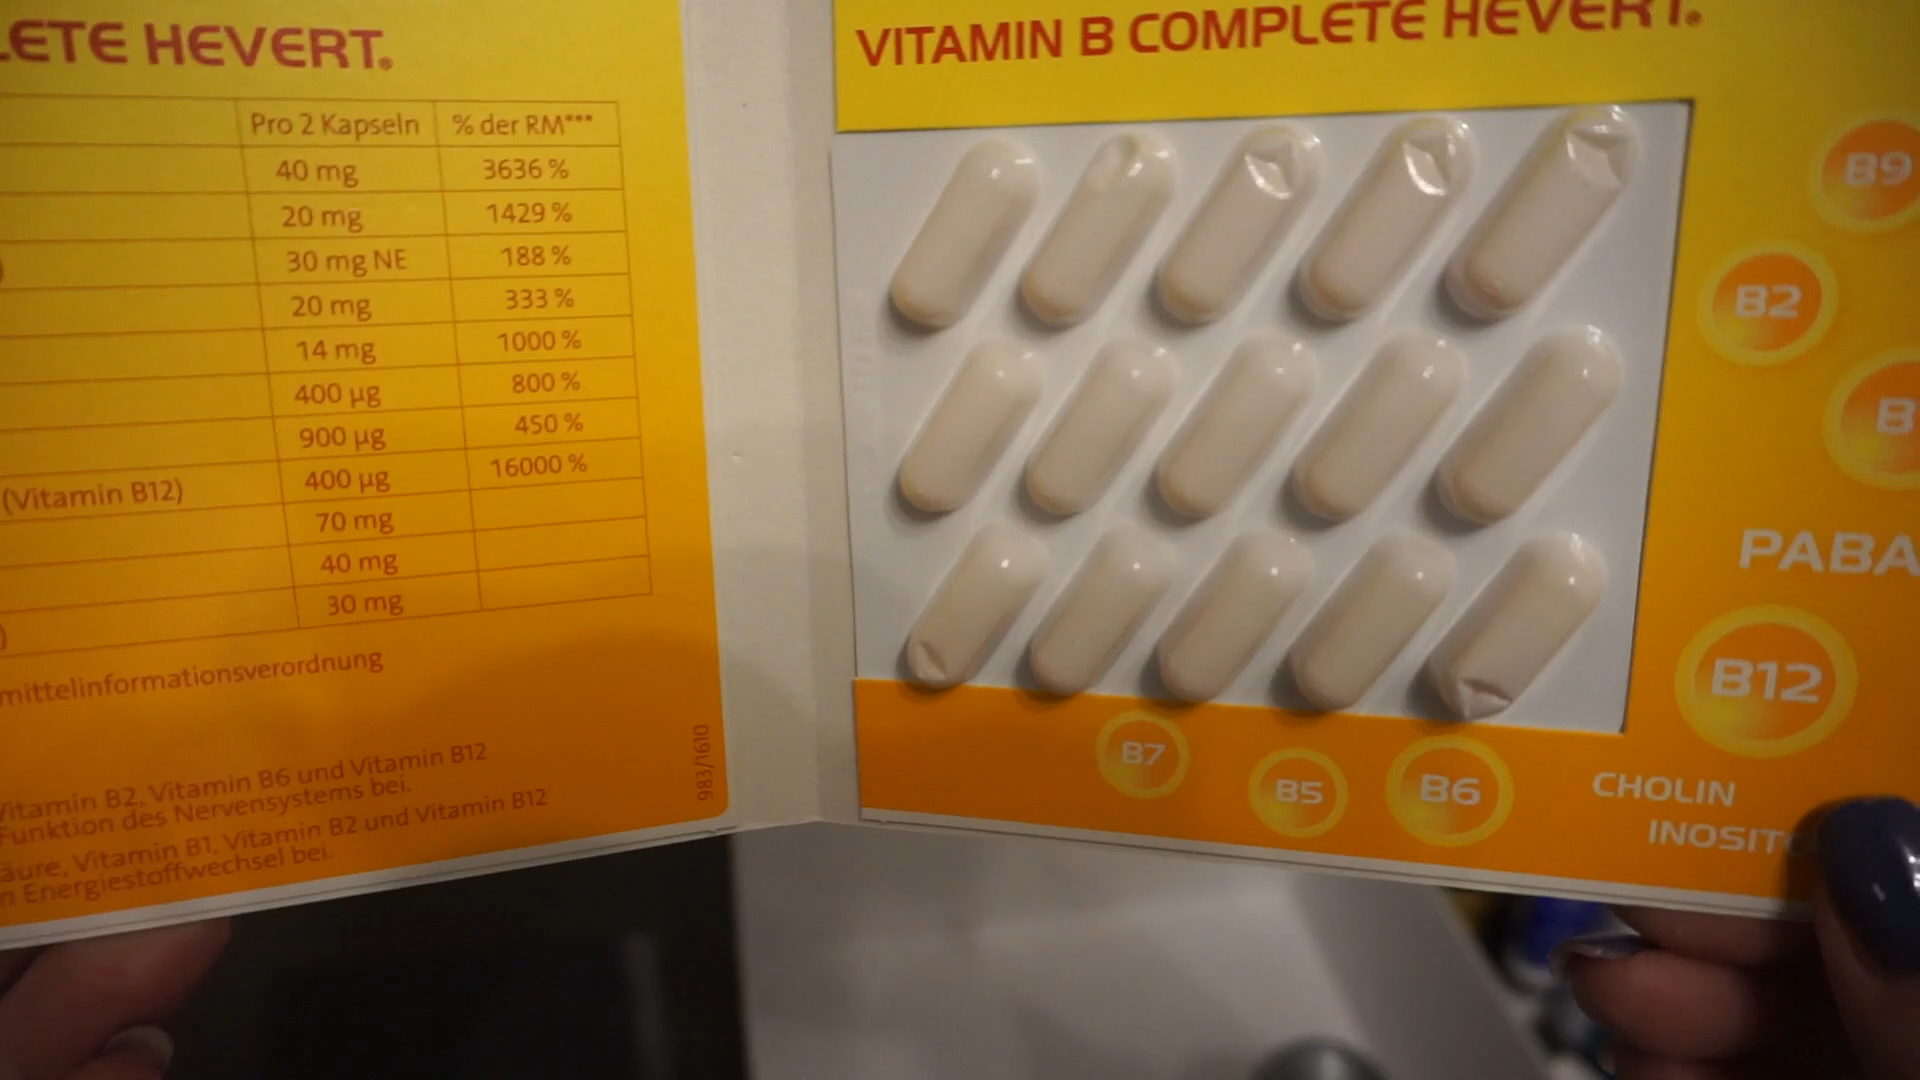 LETE HEVERT®
Pro 2 Kapseln % der RM***
40 mg 3636 %
20 mg 1429 %
) 30 mg NE 188 %
20 mg 333 %
14 mg 1000 %
400 µg 800 %
900 µg 450 %
(Vitamin B12) 400 µg 16000 %
70 mg
40 mg
) 30 mg
mittelinformationsverordnung
983/1610
Vitamin B2, Vitamin B6 und Vitamin B12
Funktion des Nervensystems bei.
äure, Vitamin B1, Vitamin B2 und Vitamin B12
n Energiestoffwechsel bei.
VITAMIN B COMPLETE HEVERT®
B9
B2
B
PABA
B12
B7
B5
B6
CHOLIN
INOSIT